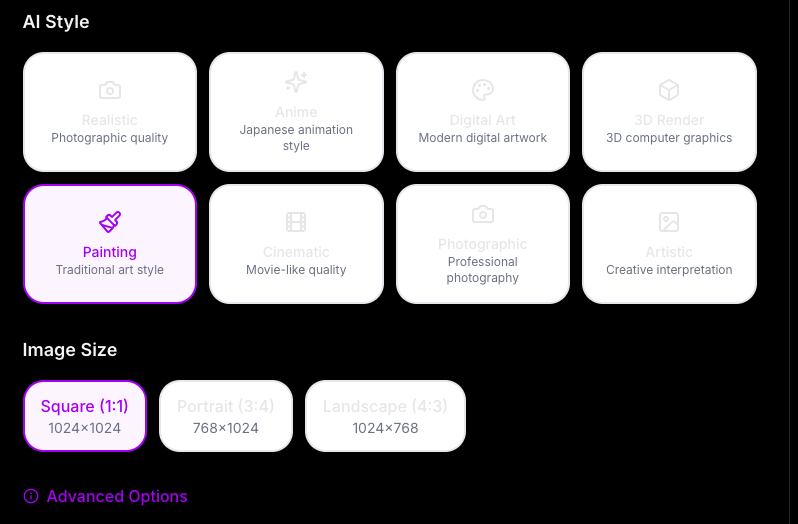 AI Style
Realistic
Photographic quality
Anime
Japanese animation
style
Digital Art
Modern digital artwork
3D Render
3D computer graphics
Painting
Traditional art style
Cinematic
Movie-like quality
Photographic
Professional
photography
Artistic
Creative interpretation
Image Size
Square (1:1)
1024×1024
Portrait (3:4)
768×1024
Landscape (4:3)
1024×768
Advanced Options